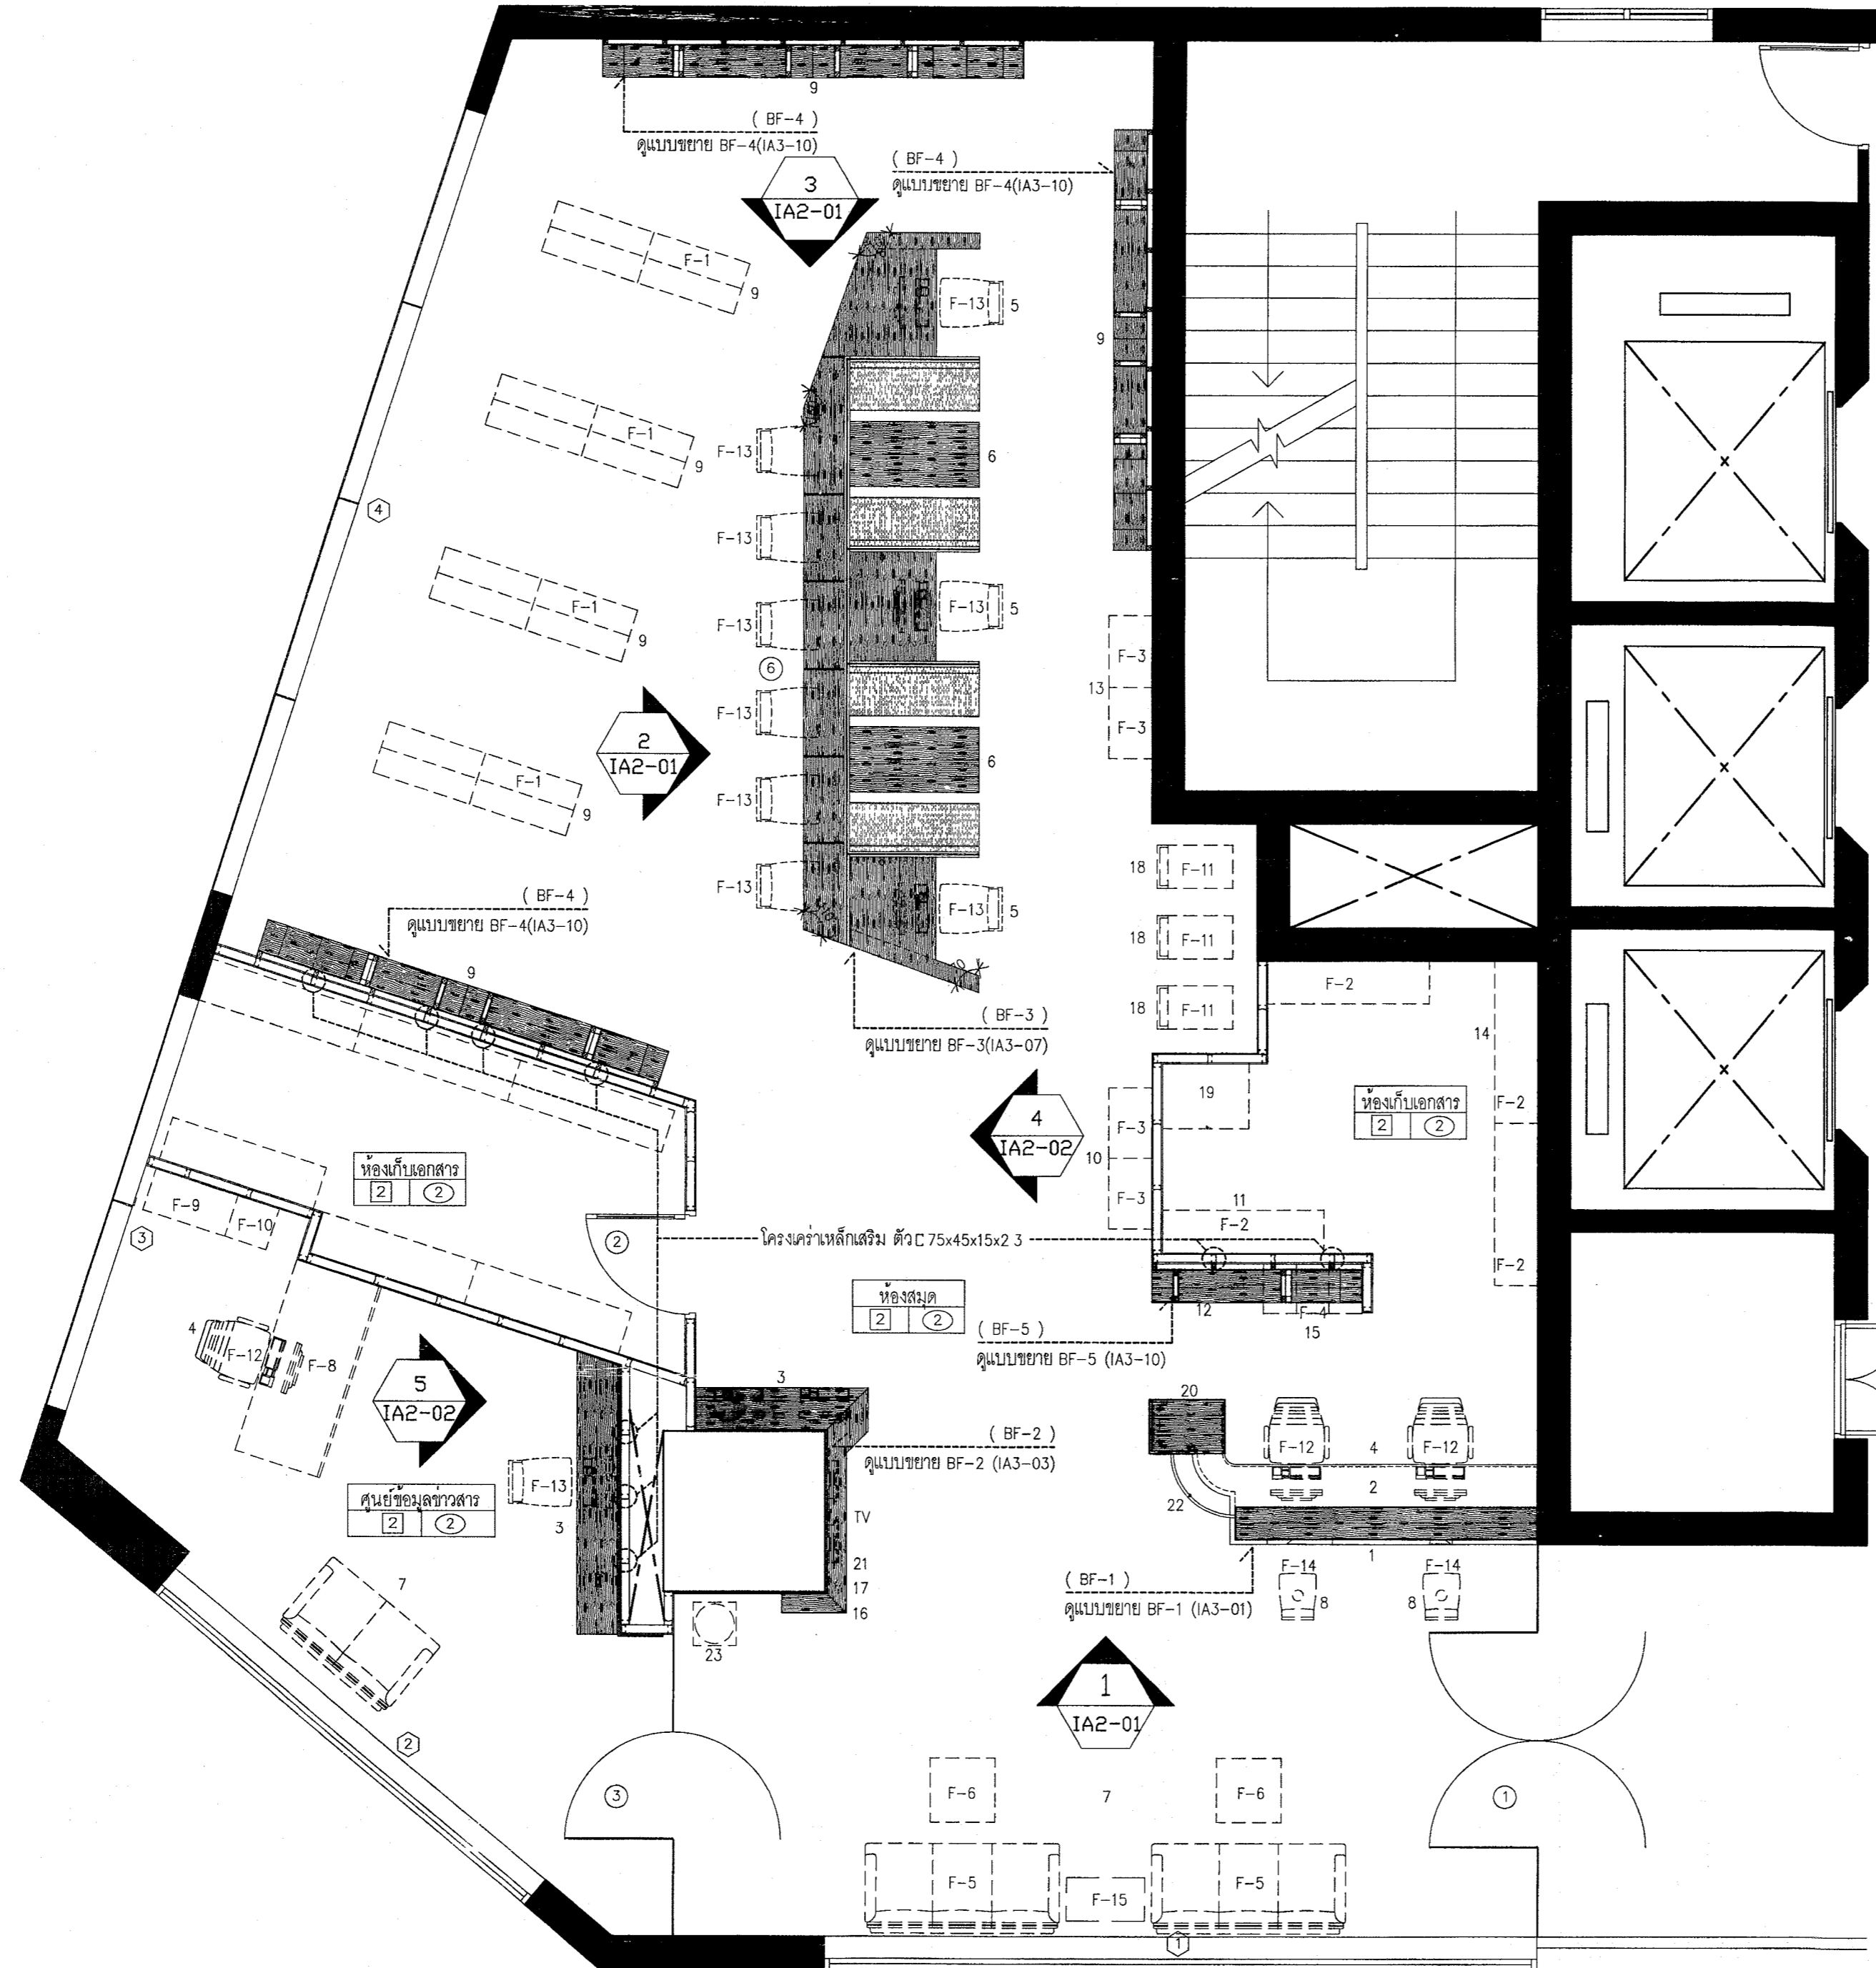 9
( BF-4 )
ดูแบบขยาย BF-4(IA3-10)
3
IA2-01
( BF-4 )
ดูแบบขยาย BF-4(IA3-10)
F-1
9
F-13
5
9
F-1
9
F-13
6
4
F-13
F-1
9
F-13
F-13
5
6
F-3
13
F-3
F-13
2
IA2-01
F-1
9
F-13
6
F-13
F-13
5
18
F-11
( BF-4 )
ดูแบบขยาย BF-4(IA3-10)
9
18
F-11
F-2
18
F-11
14
( BF-3 )
ดูแบบขยาย BF-3(IA3-07)
19
ห้องเก็บเอกสาร
2
2
F-2
4
IA2-02
F-3
10
F-3
ห้องเก็บเอกสาร
2
2
F-9
F-10
11
F-2
3
2
โครงเคร่าเหล็กเสริม ตัว C 75x45x15x2 3
F-2
ห้องสมุด
2
2
12
F-4
15
( BF-5 )
ดูแบบขยาย BF-5 (IA3-10)
4
F-12
F-8
5
IA2-02
3
20
( BF-2 )
ดูแบบขยาย BF-2 (IA3-03)
F-12
4
F-12
2
22
F-13
3
ศูนย์ข้อมูลข่าวสาร
2
2
TV
21
17
16
1
( BF-1 )
ดูแบบขยาย BF-1 (IA3-01)
F-14
8
F-14
8
7
23
1
IA2-01
2
3
F-6
7
F-6
1
F-5
F-15
F-5
1